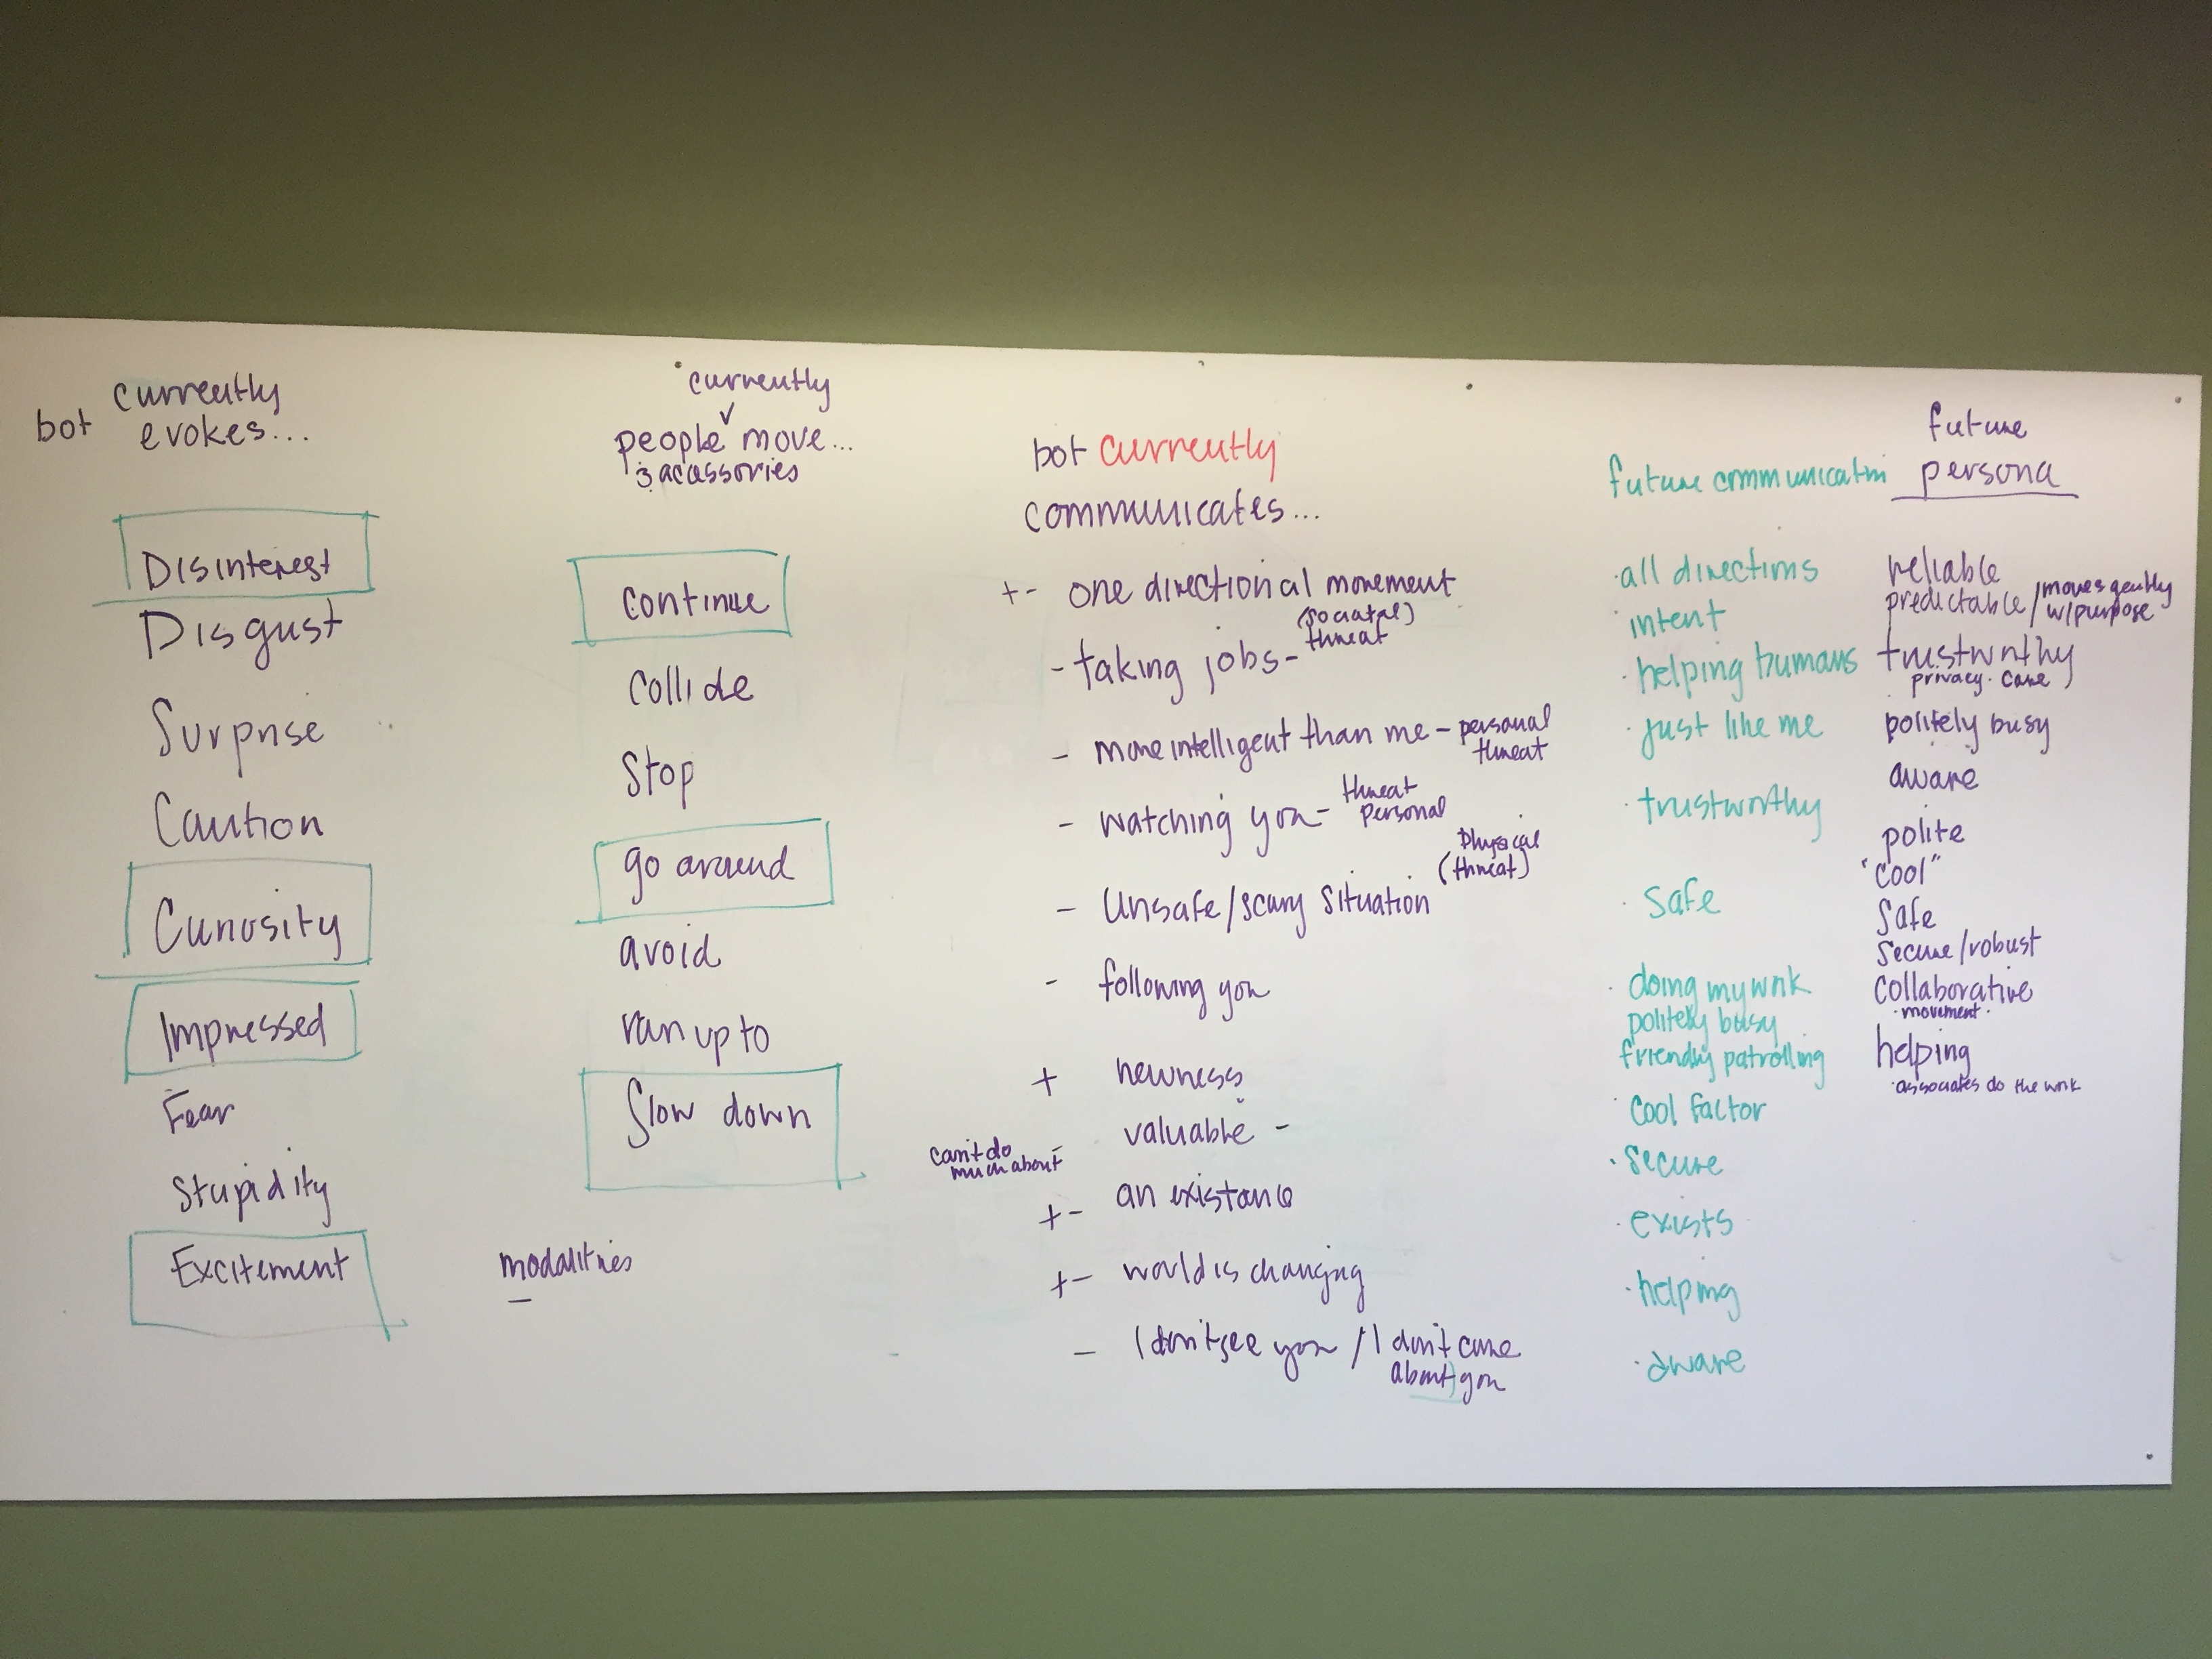 bot currently
evokes...
Disinterest
Disgust
Surprise
Caution
Curiosity
Impressed
Fear
Stupidity
Excitement
currently
people move...
& acassories
continue
collide
Stop
go around
avoid
run up to
Slow down
modalities
bot currently
communicates...
+- one directional movement
- taking jobs - (sociatal)
threat
- more intelligent than me - personal
threat
- watching you - threat
personal
- Unsafe/scary situation (physical
threat)
- following you
+ newness
valuable -
can't do
much about -
+- an existance
+- world is changing
- I don't see you / I don't care
about you
future communication
· all directions
· intent
· helping humans
· just like me
· trustworthy
· safe
· doing my work
politely busy
friendly patrolling
· cool factor
· secure
· exists
· helping
· aware
future
persona
reliable
predictable / moves gently
w/ purpose
trustworthy
privacy · care
politely busy
aware
polite
"cool"
safe
secure/robust
collaborative
· movement ·
helping
· associates do the work